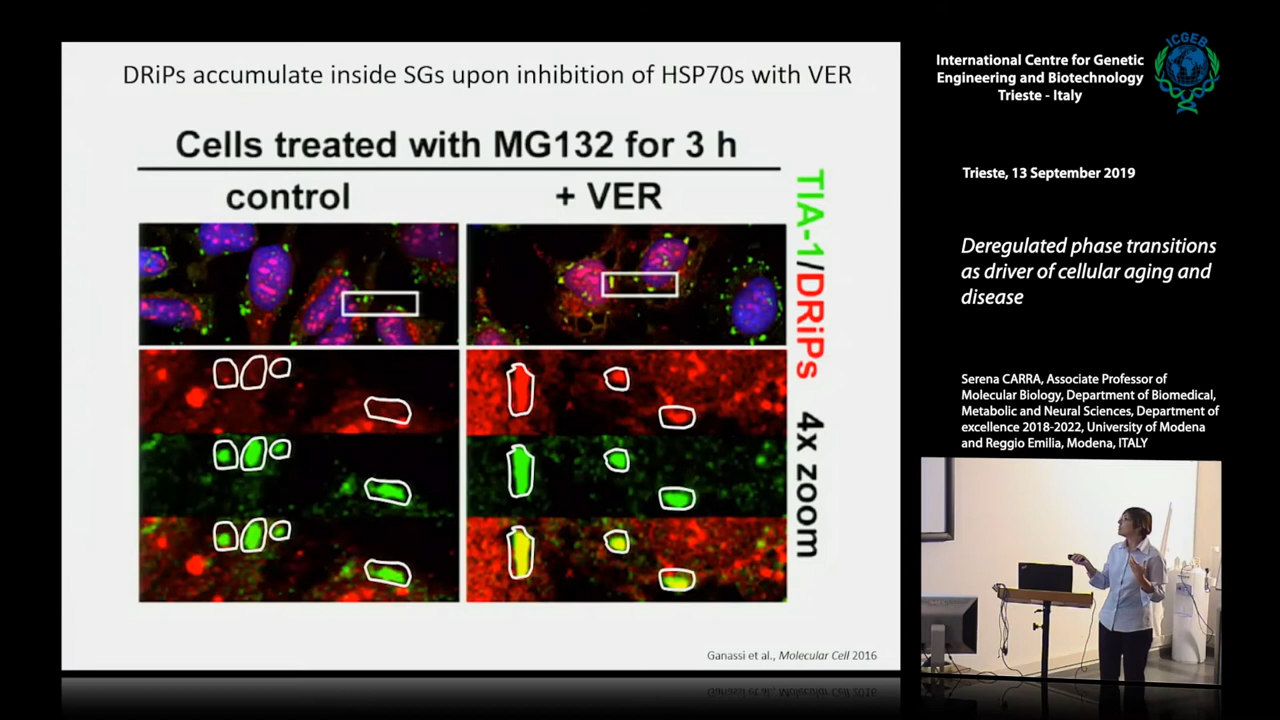 DRiPs accumulate inside SGs upon inhibition of HSP70s with VER
Cells treated with MG132 for 3 h
control
+ VER
TIA-1/DRiPs 4x zoom
Ganassi et al., Molecular Cell 2016
International Centre for Genetic
Engineering and Biotechnology
Trieste - Italy
ICGEB
Trieste, 13 September 2019
Deregulated phase transitions
as driver of cellular aging and
disease
Serena CARRA, Associate Professor of
Molecular Biology, Department of Biomedical,
Metabolic and Neural Sciences, Department of
excellence 2018-2022, University of Modena
and Reggio Emilia, Modena, ITALY